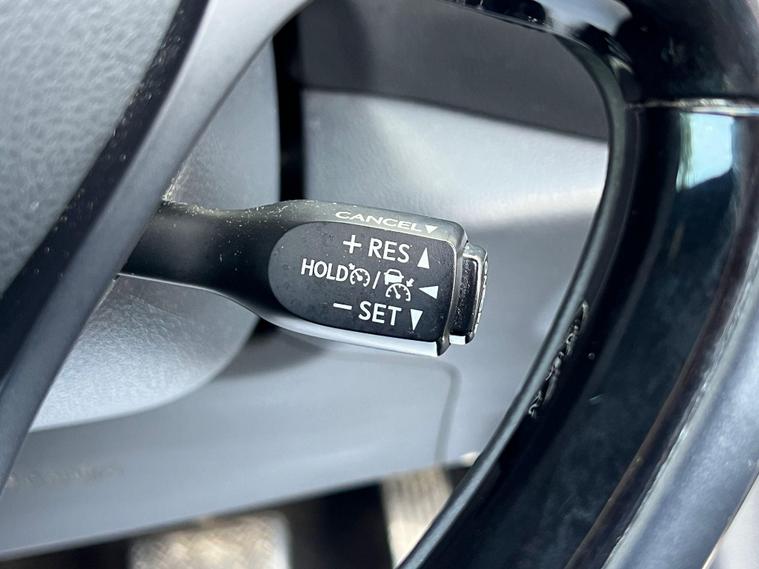 CANCEL▼
+ RES ▲
HOLD / ◀
− SET ▼